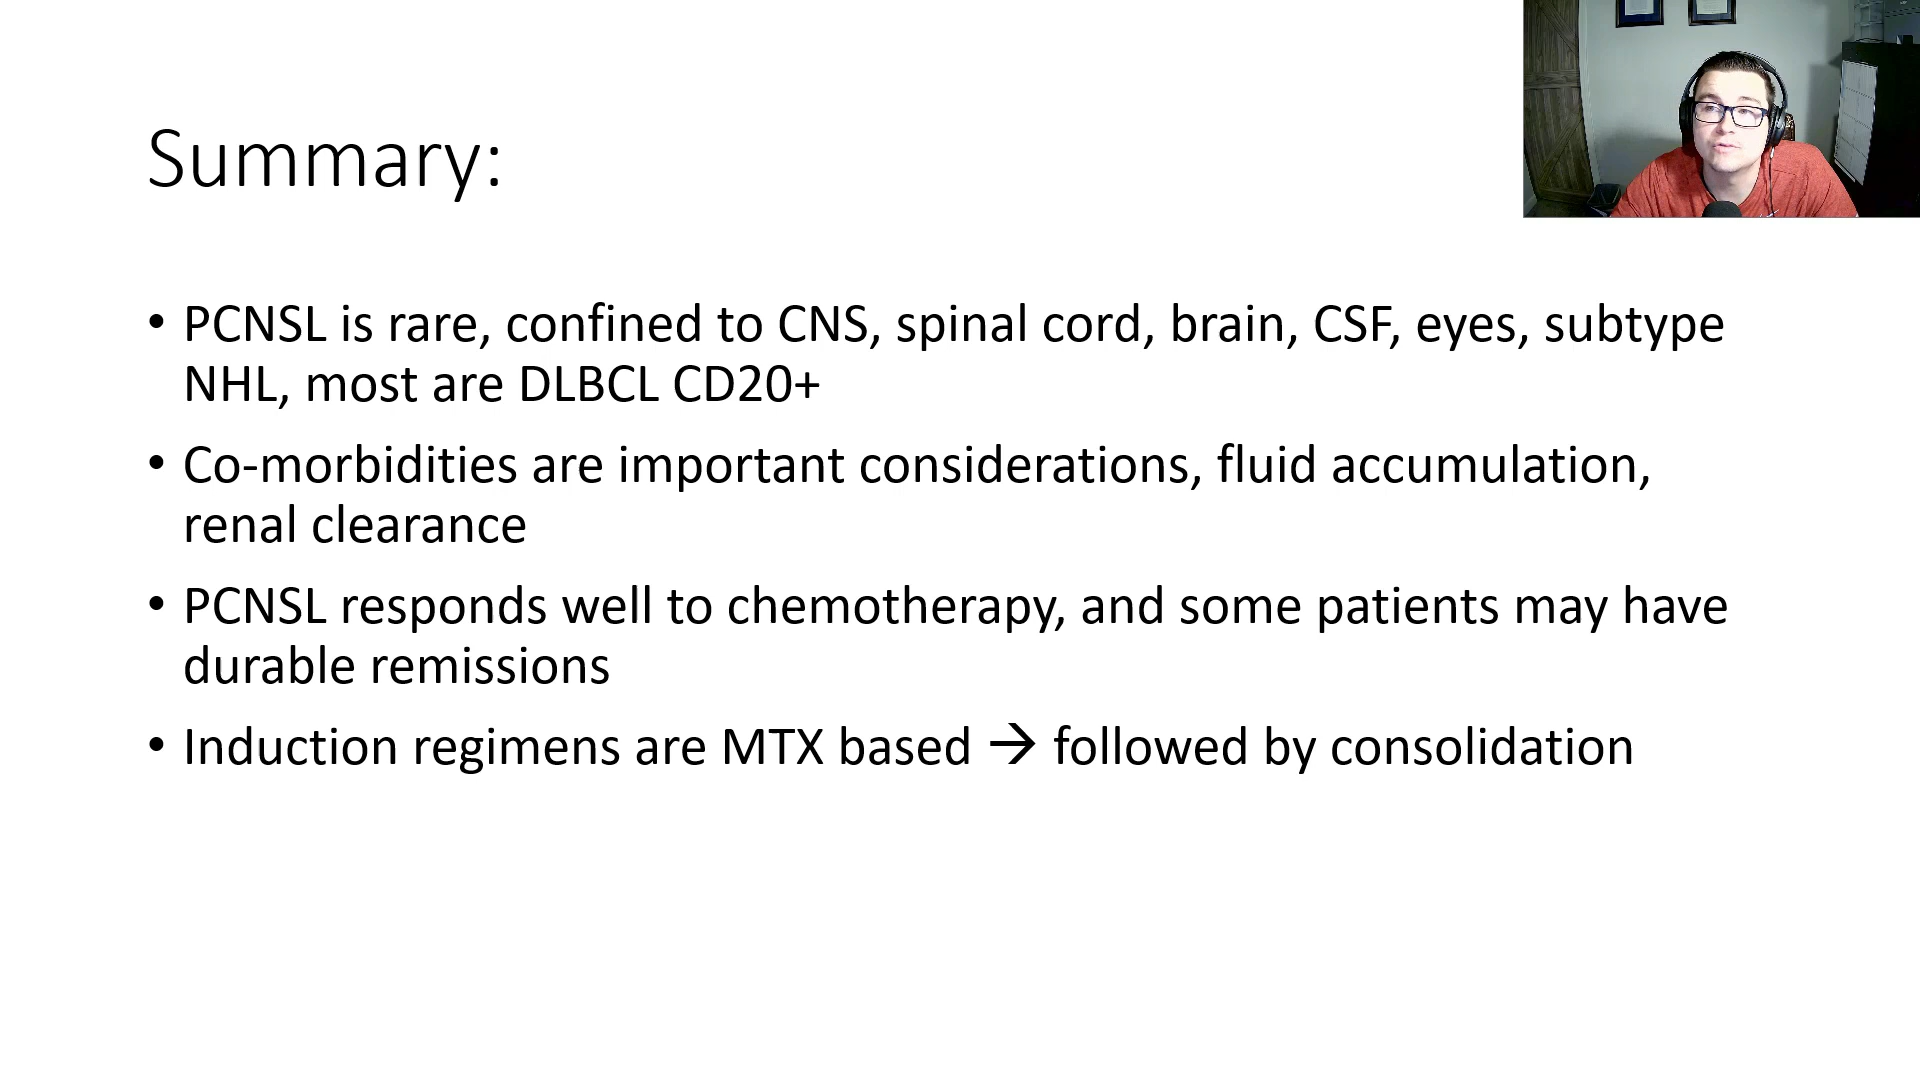 Summary:
• PCNSL is rare, confined to CNS, spinal cord, brain, CSF, eyes, subtype
NHL, most are DLBCL CD20+
• Co-morbidities are important considerations, fluid accumulation,
renal clearance
• PCNSL responds well to chemotherapy, and some patients may have
durable remissions
• Induction regimens are MTX based → followed by consolidation